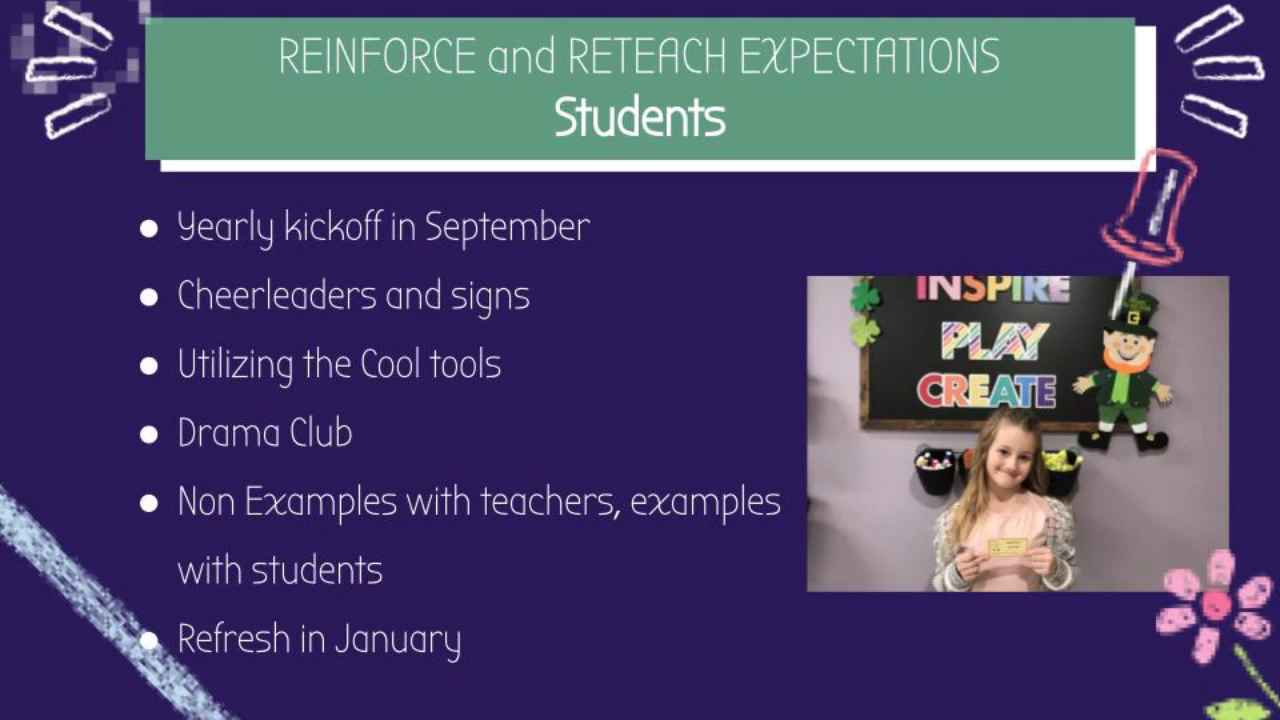 REINFORCE and RETEACH EXPECTATIONS
Students
● Yearly kickoff in September
● Cheerleaders and signs
● Utilizing the Cool tools
● Drama Club
● Non Examples with teachers, examples
with students
● Refresh in January
INSPIRE
PLAY
CREATE